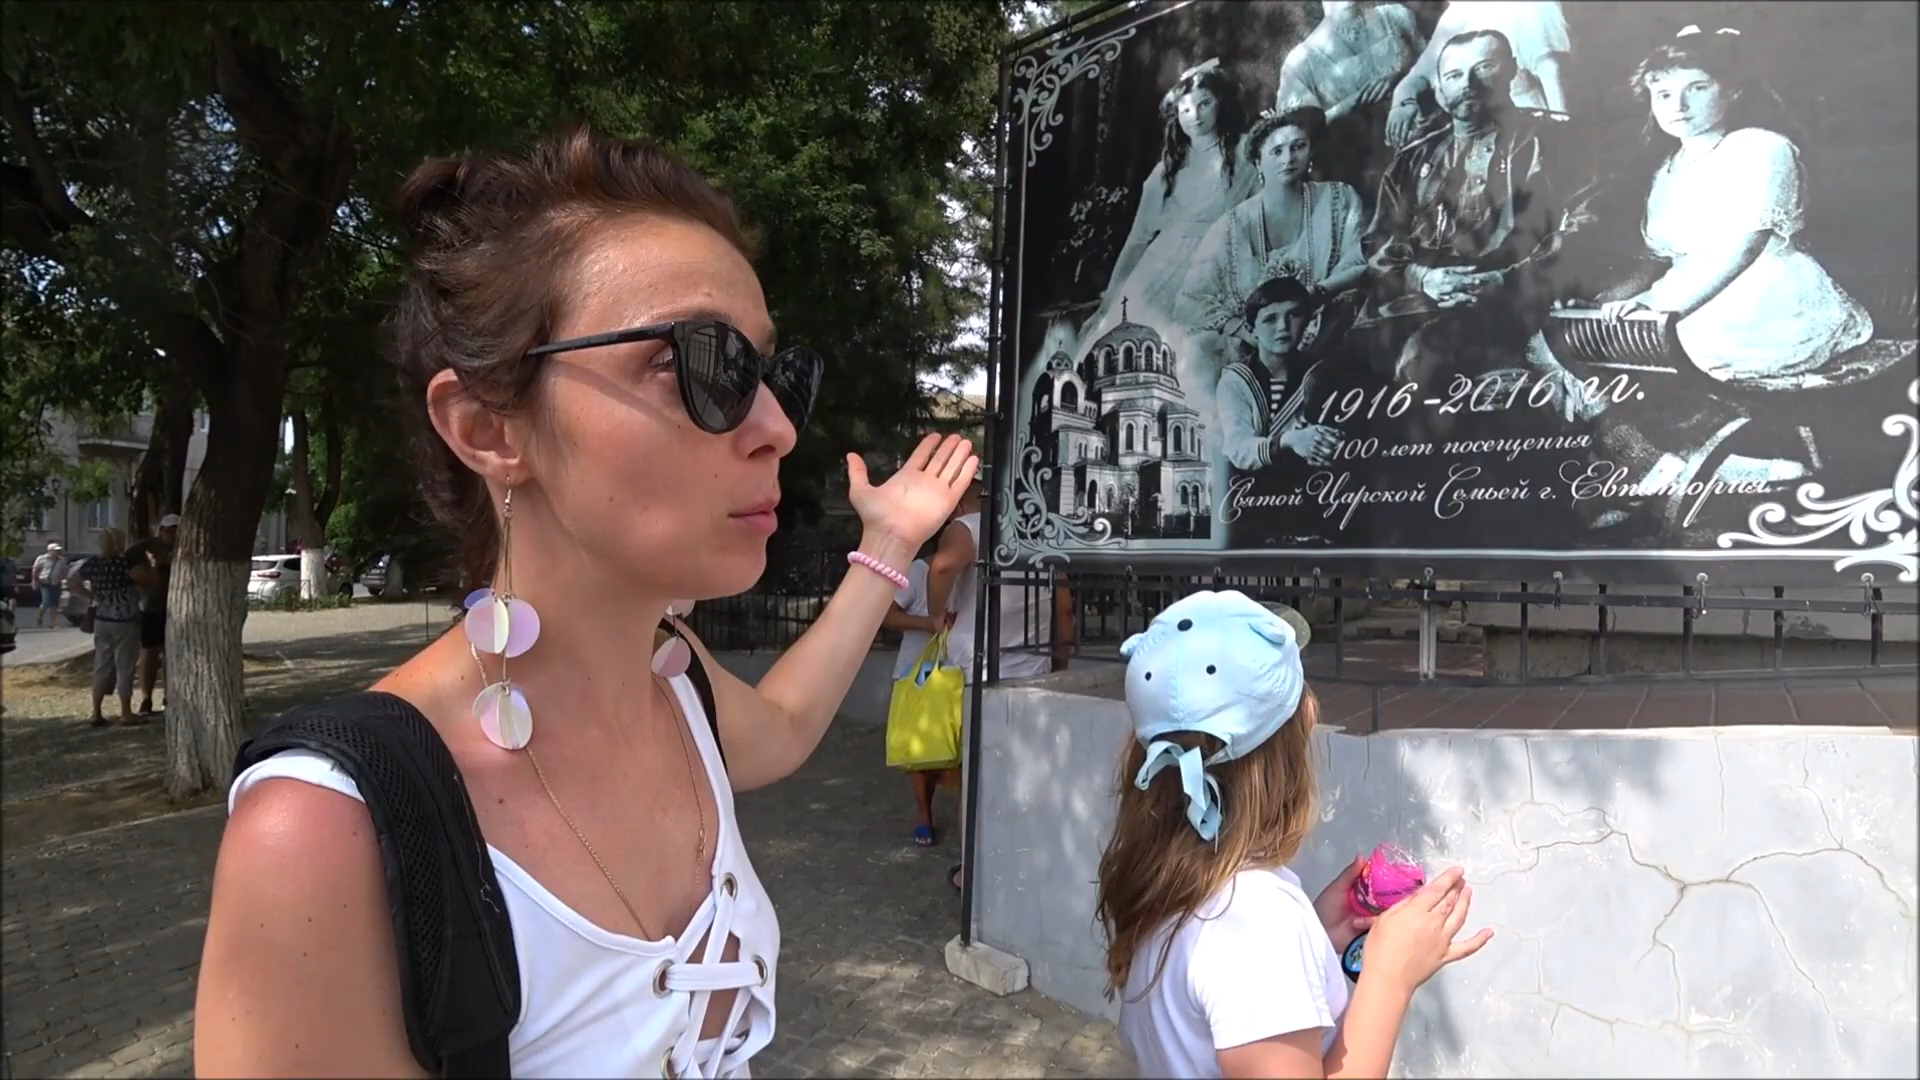 1916-2016 гг.
100 лет посещения
Святой Царской Семьей г. Евпатория